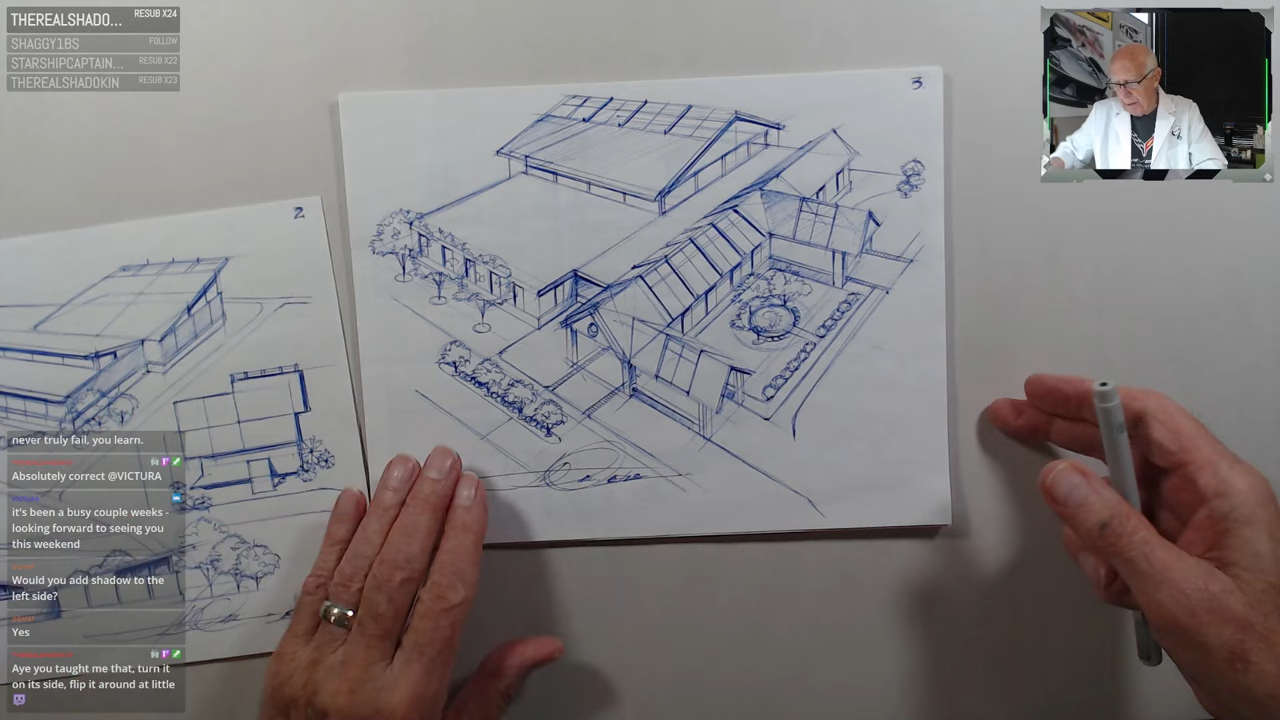 THEREALSHADO...
RESUB X24
SHAGGY1BS
FOLLOW
STARSHIPCAPTAIN...
RESUB X22
THEREALSHADOKIN
RESUB X23
3.
2
never truly fail, you learn.
Absolutely correct @VICTURA
it's been a busy couple weeks -
looking forward to seeing you
this weekend
Would you add shadow to the
left side?
Yes
Aye you taught me that, turn it
on its side, flip it around at little